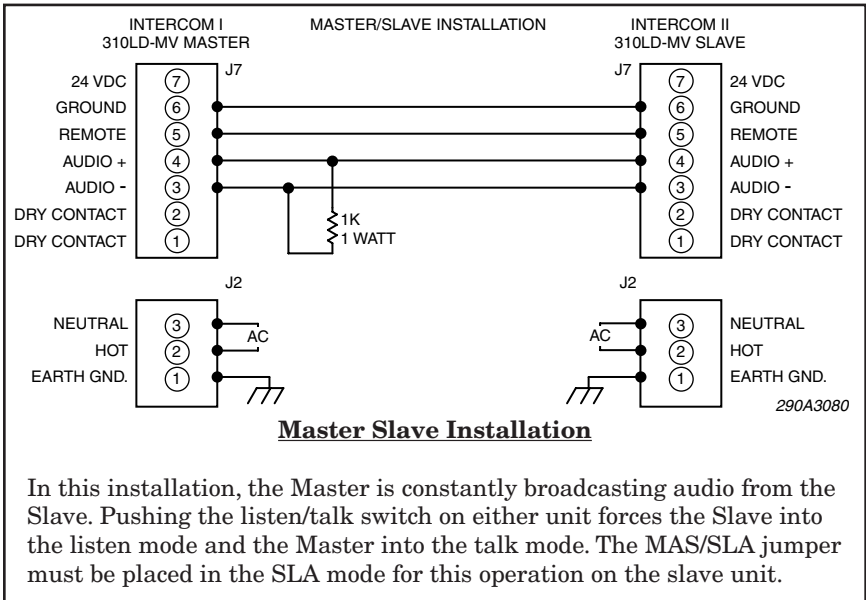 INTERCOM I
310LD-MV MASTER
MASTER/SLAVE INSTALLATION
INTERCOM II
310LD-MV SLAVE
J7
24 VDC 7
GROUND 6
REMOTE 5
AUDIO + 4
AUDIO - 3
DRY CONTACT 2
DRY CONTACT 1
1K
1 WATT
J7
7 24 VDC
6 GROUND
5 REMOTE
4 AUDIO +
3 AUDIO -
2 DRY CONTACT
1 DRY CONTACT
J2
NEUTRAL 3
HOT 2
EARTH GND. 1
AC
J2
AC
3 NEUTRAL
2 HOT
1 EARTH GND.
290A3080
Master Slave Installation
In this installation, the Master is constantly broadcasting audio from the
Slave. Pushing the listen/talk switch on either unit forces the Slave into
the listen mode and the Master into the talk mode. The MAS/SLA jumper
must be placed in the SLA mode for this operation on the slave unit.